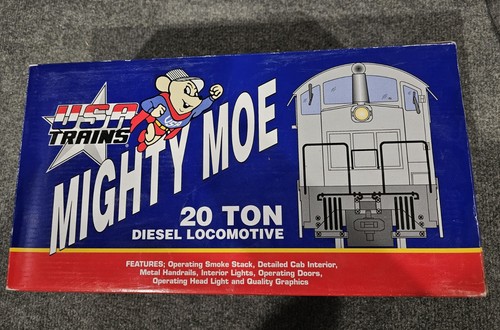 USA
TRAINS
MIGHTY MOE
20 TON
DIESEL LOCOMOTIVE
FEATURES; Operating Smoke Stack, Detailed Cab Interior,
Metal Handrails, Interior Lights, Operating Doors,
Operating Head Light and Quality Graphics